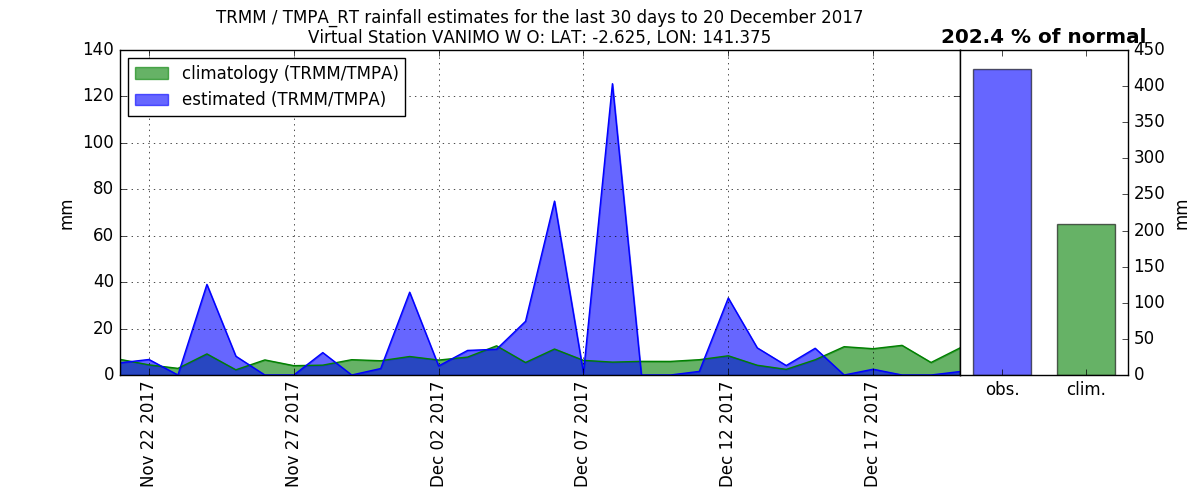 TRMM / TMPA_RT rainfall estimates for the last 30 days to 20 December 2017
Virtual Station VANIMO W O: LAT: -2.625, LON: 141.375
202.4 % of normal
climatology (TRMM/TMPA)
estimated (TRMM/TMPA)
140
120
100
80
60
40
20
0
mm
Nov 22 2017
Nov 27 2017
Dec 02 2017
Dec 07 2017
Dec 12 2017
Dec 17 2017
450
400
350
300
250
200
150
100
50
0
mm
obs.
clim.